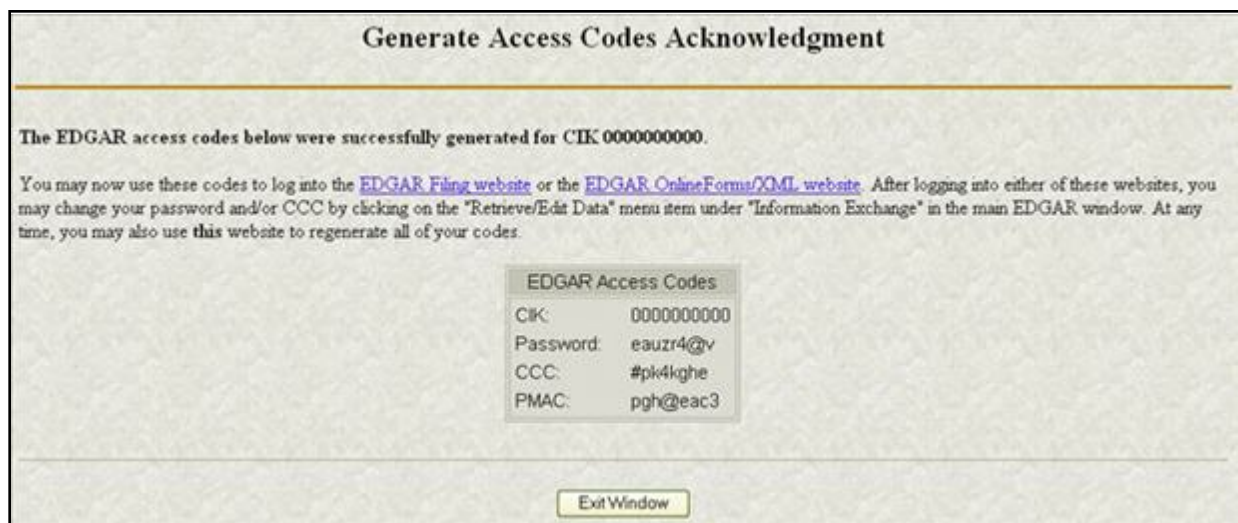 Generate Access Codes Acknowledgment
The EDGAR access codes below were successfully generated for CIK 0000000000.
You may now use these codes to log into the EDGAR Filing website or the EDGAR OnlineForms/XML website. After logging into either of these websites, you
may change your password and/or CCC by clicking on the "Retrieve/Edit Data" menu item under "Information Exchange" in the main EDGAR window. At any
time, you may also use this website to regenerate all of your codes.
EDGAR Access Codes
CIK: 0000000000
Password: eauzr4@v
CCC: #pk4kghe
PMAC: pgh@eac3
Exit Window